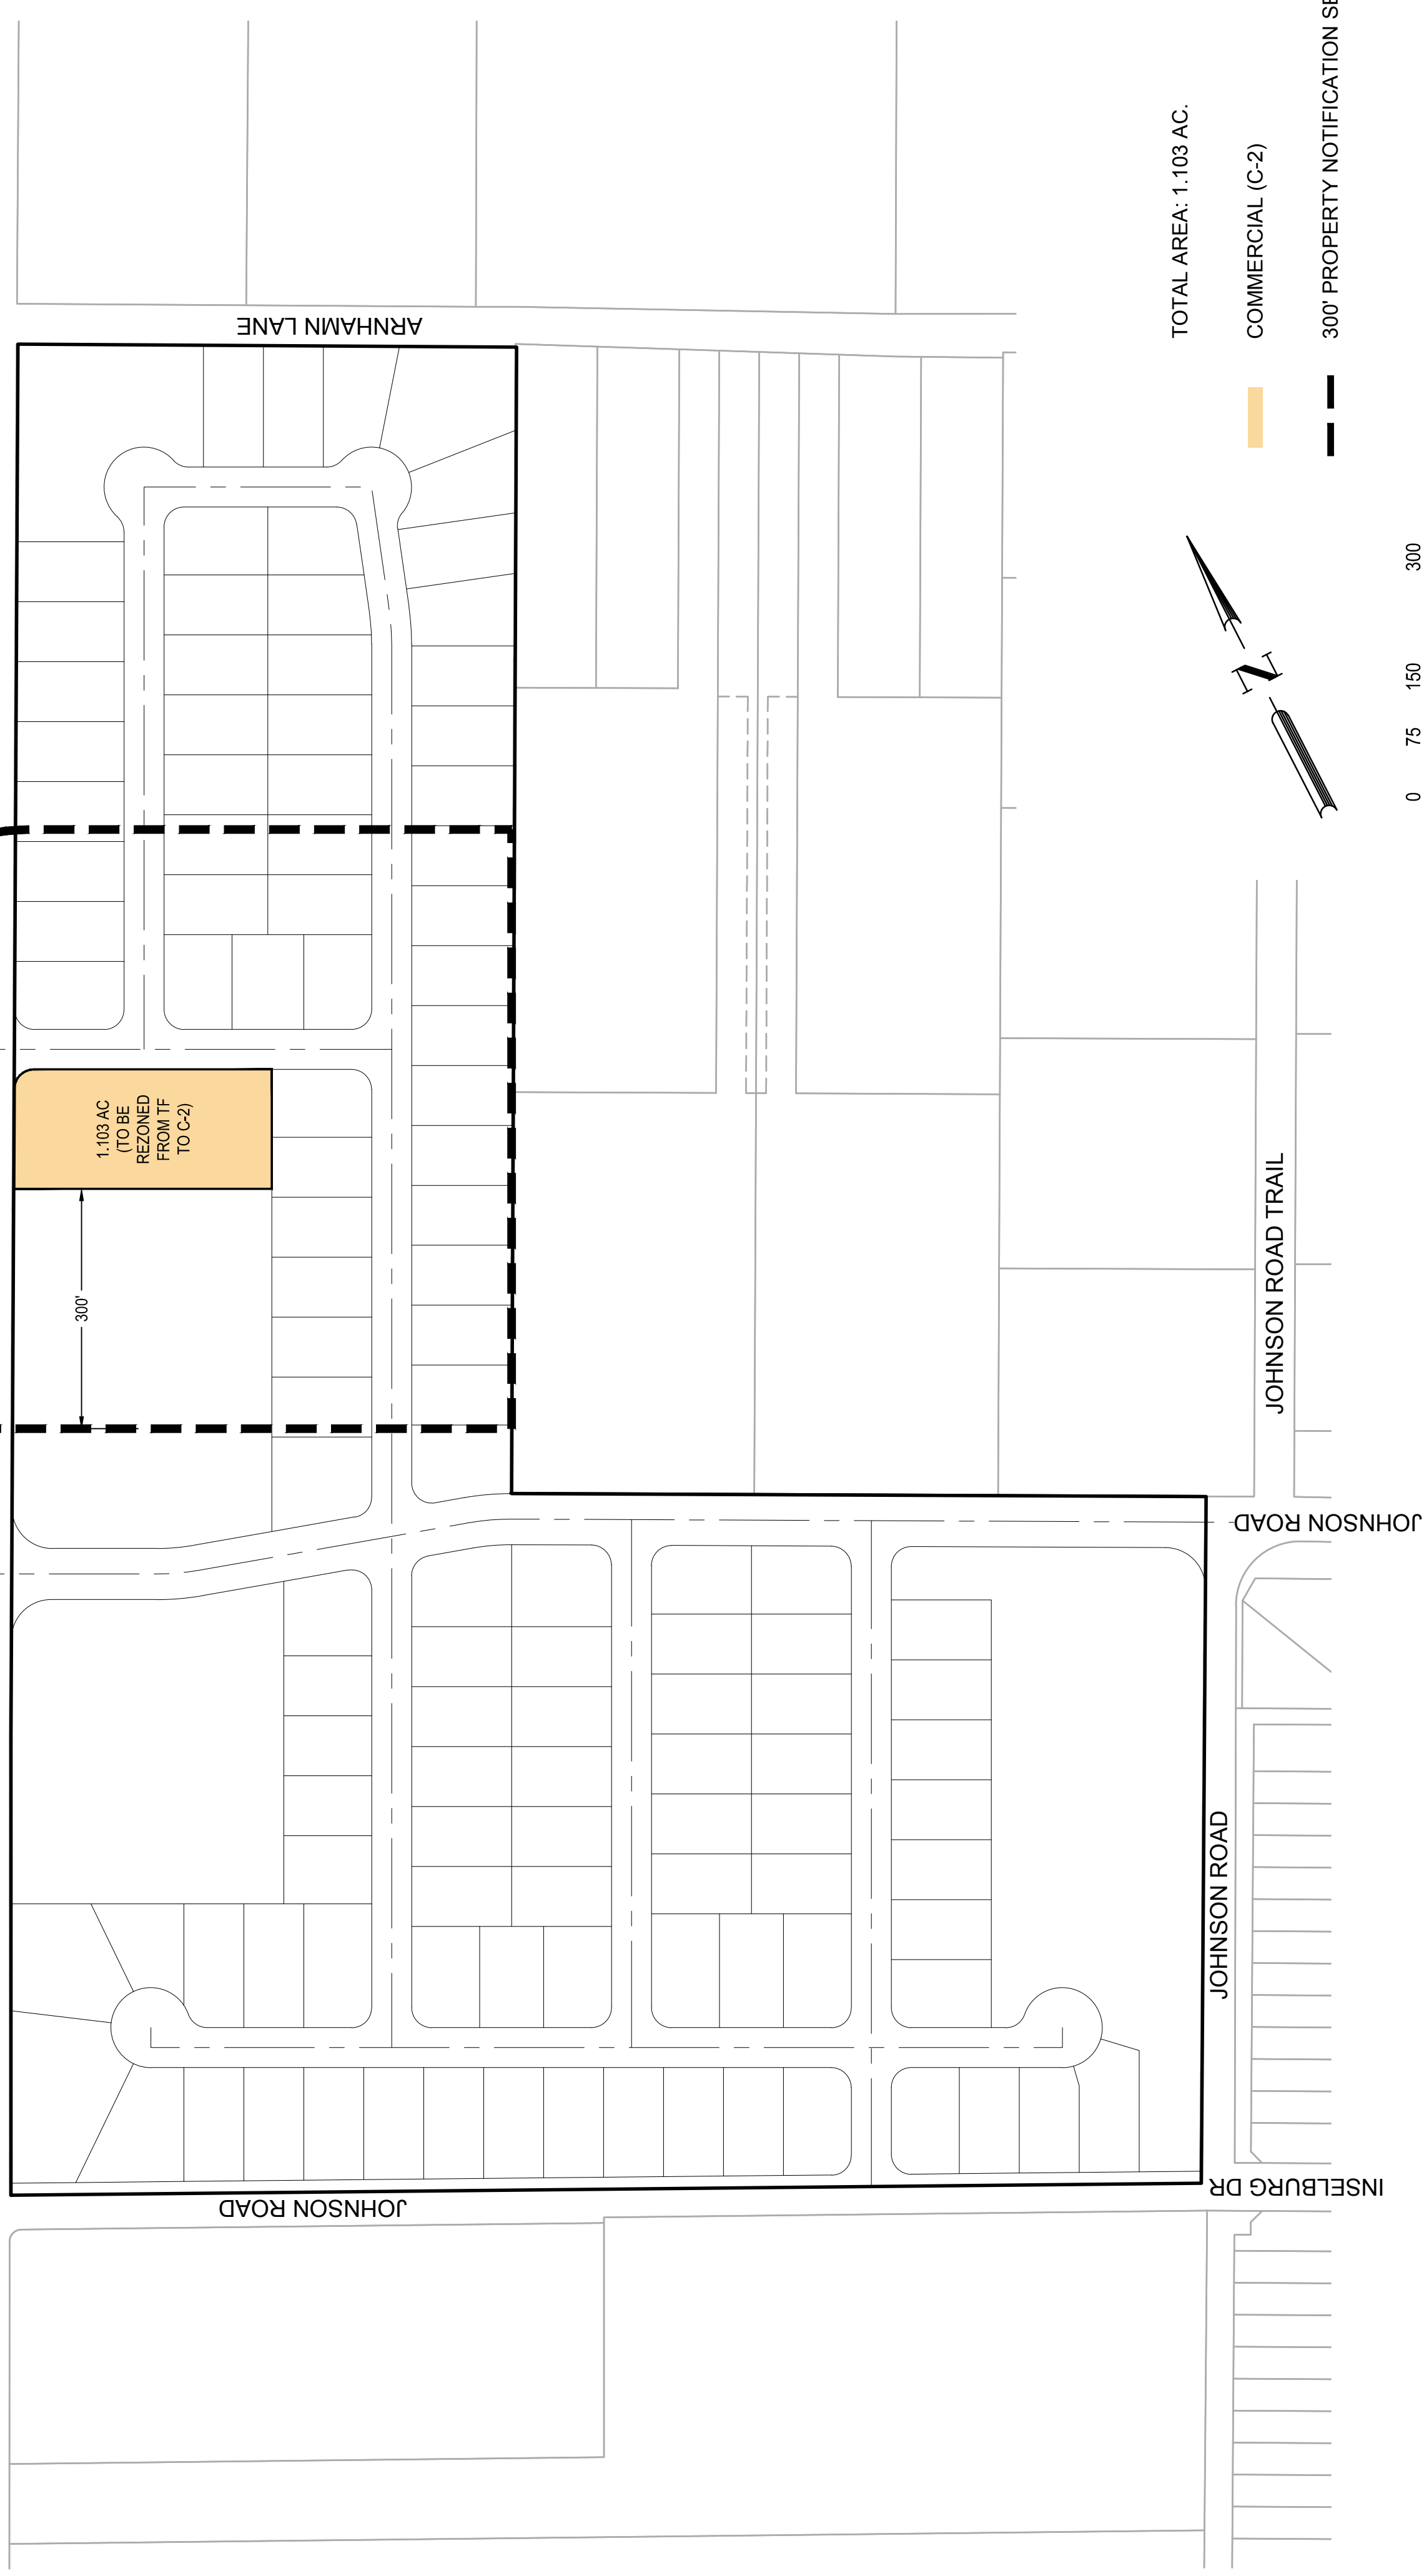 ARNHAMN LANE
1.103 AC
(TO BE
REZONED
FROM TF
TO C-2)
300'
JOHNSON ROAD
JOHNSON ROAD TRAIL
JOHNSON ROAD
JOHNSON ROAD
INSELBURG DR
N
TOTAL AREA: 1.103 AC.
COMMERCIAL (C-2)
300' PROPERTY NOTIFICATION
0 75 150 300